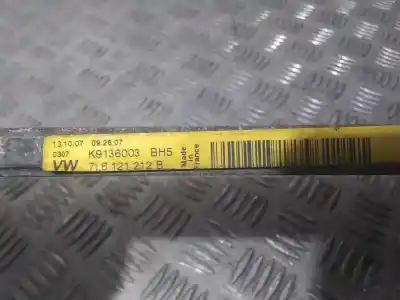 13.10/07 09:26:07
0307 K9136003 BH5
VW 7L6 121 212 B
Made
in
France